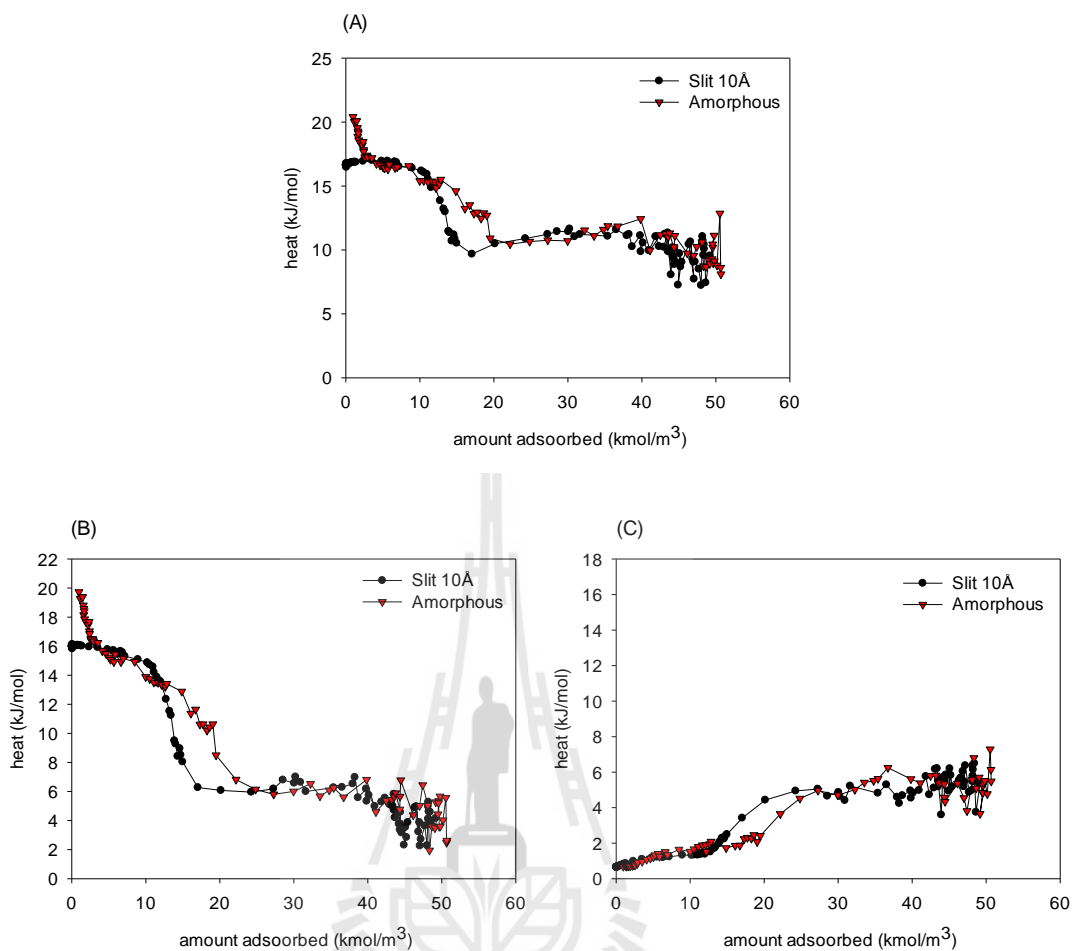 (A)
25
20
15
10
5
0
heat (kJ/mol)
Slit 10Å
Amorphous
0 10 20 30 40 50 60
amount adsoorbed (kmol/m³)
(B)
22
20
18
16
14
12
10
8
6
4
2
0
heat (kJ/mol)
Slit 10Å
Amorphous
0 10 20 30 40 50 60
amount adsoorbed (kmol/m³)
(C)
18
16
14
12
10
8
6
4
2
0
heat (kJ/mol)
Slit 10Å
Amorphous
0 10 20 30 40 50 60
amount adsoorbed (kmol/m³)